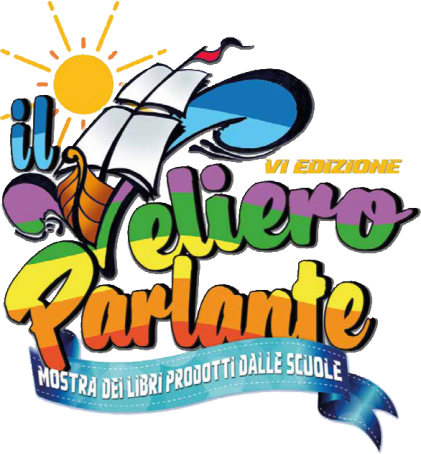 il
VI EDIZIONE
Veliero
Parlante
MOSTRA DEI LIBRI PRODOTTI DALLE SCUOLE